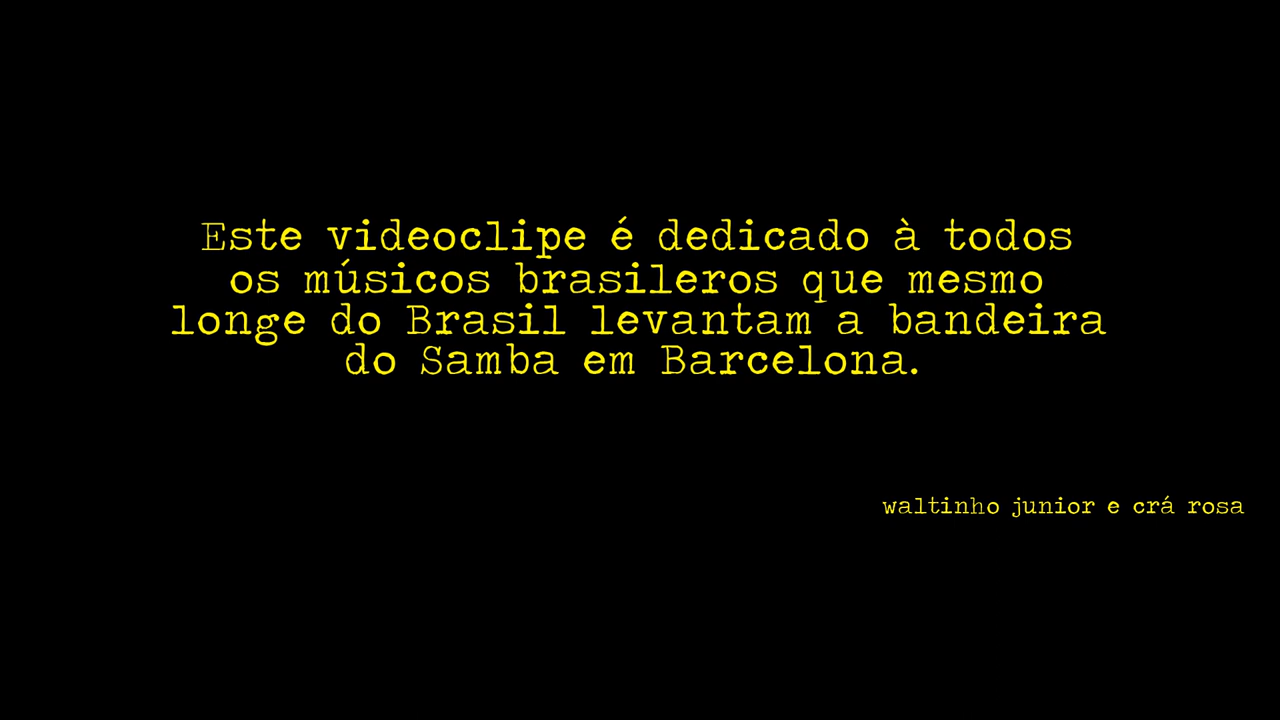 Este videoclipe é dedicado à todos
os músicos brasileros que mesmo
longe do Brasil levantam a bandeira
do Samba em Barcelona.
waltinho junior e crá rosa